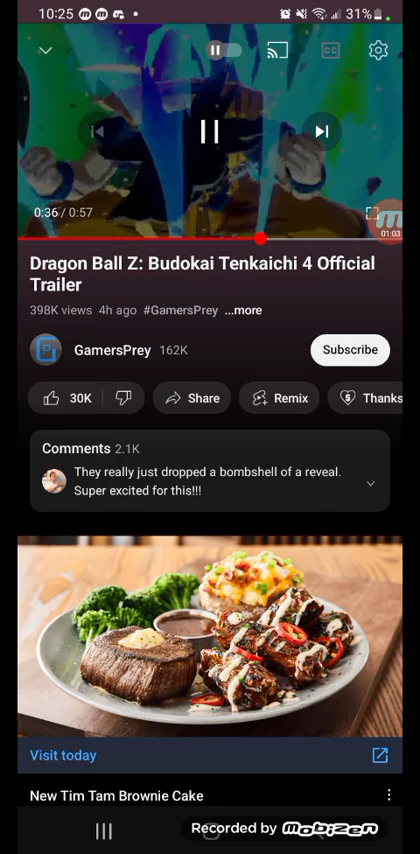 10:25
31%
CC
0:36 / 0:57
01:03
Dragon Ball Z: Budokai Tenkaichi 4 Official
Trailer
398K views 4h ago #GamersPrey ...more
GamersPrey 162K
Subscribe
30K
Share
Remix
Thanks
Comments 2.1K
They really just dropped a bombshell of a reveal.
Super excited for this!!!
Visit today
New Tim Tam Brownie Cake
Recorded by mobizen